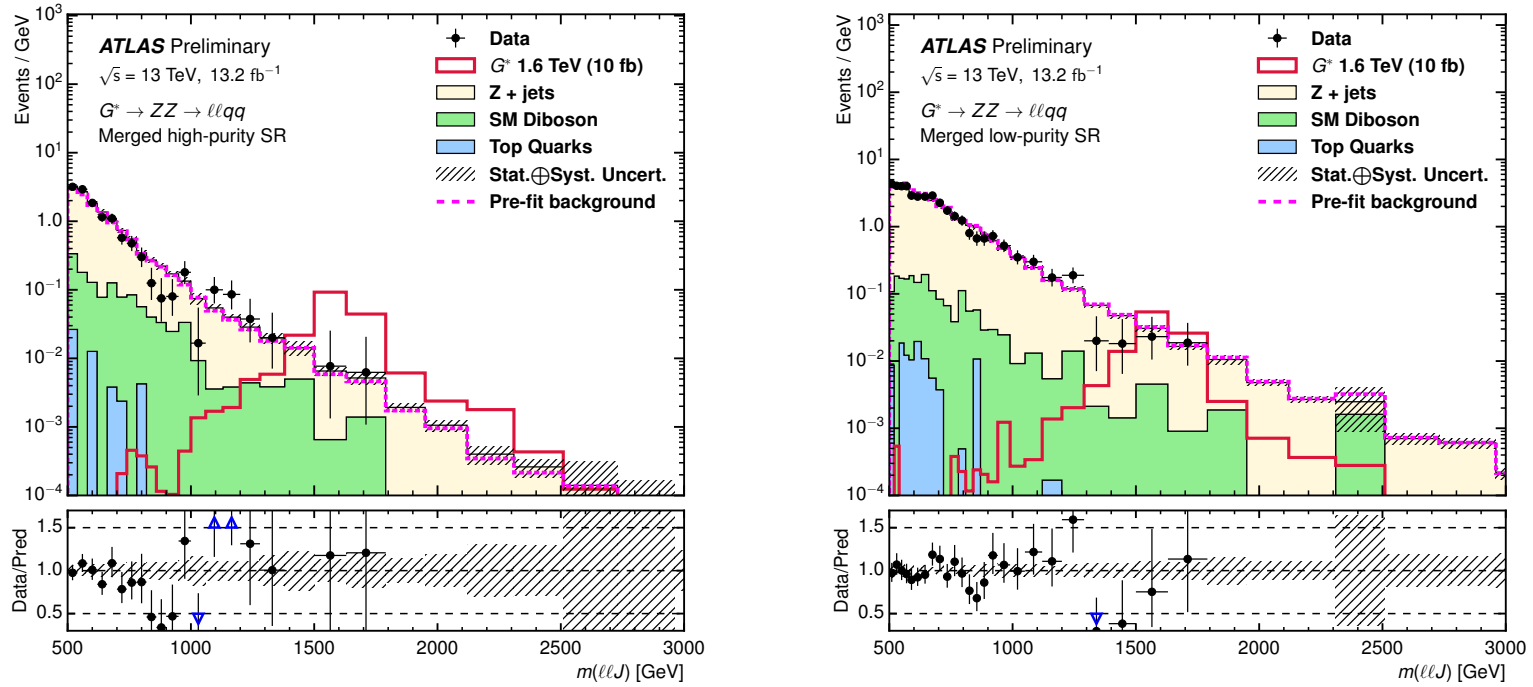 ATLAS Preliminary
√s = 13 TeV, 13.2 fb⁻¹
G* → ZZ → ℓℓqq
Merged high-purity SR
Data
G* 1.6 TeV (10 fb)
Z + jets
SM Diboson
Top Quarks
Stat.⊕Syst. Uncert.
Pre-fit background
Events / GeV
10³
10²
10¹
1.0
10⁻¹
10⁻²
10⁻³
10⁻⁴
Data/Pred
1.5
1.0
0.5
500 1000 1500 2000 2500 3000
m(ℓℓJ) [GeV]
ATLAS Preliminary
√s = 13 TeV, 13.2 fb⁻¹
G* → ZZ → ℓℓqq
Merged low-purity SR
Data
G* 1.6 TeV (10 fb)
Z + jets
SM Diboson
Top Quarks
Stat.⊕Syst. Uncert.
Pre-fit background
Events / GeV
10³
10²
10¹
1.0
10⁻¹
10⁻²
10⁻³
10⁻⁴
Data/Pred
1.5
1.0
0.5
500 1000 1500 2000 2500 3000
m(ℓℓJ) [GeV]